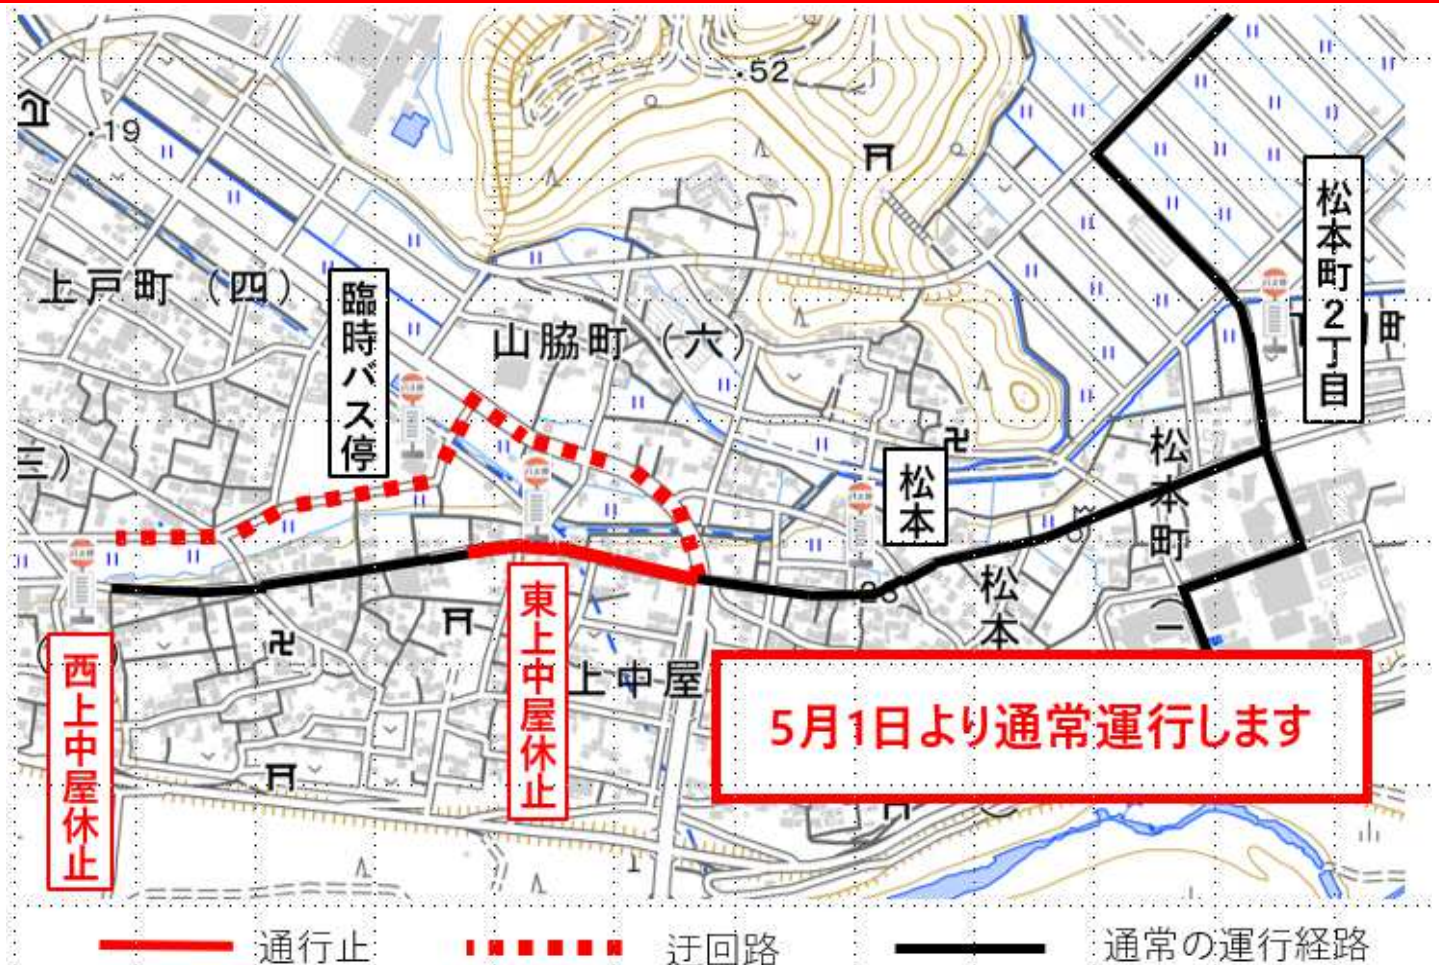 52
19
上戸町（四）
臨時バス停
山脇町（六）
松本町２丁目
三）
松本
松本町
（一
松本
東上中屋休止
西上中屋休止
上中屋
5月1日より通常運行します
通行止
迂回路
通常の運行経路